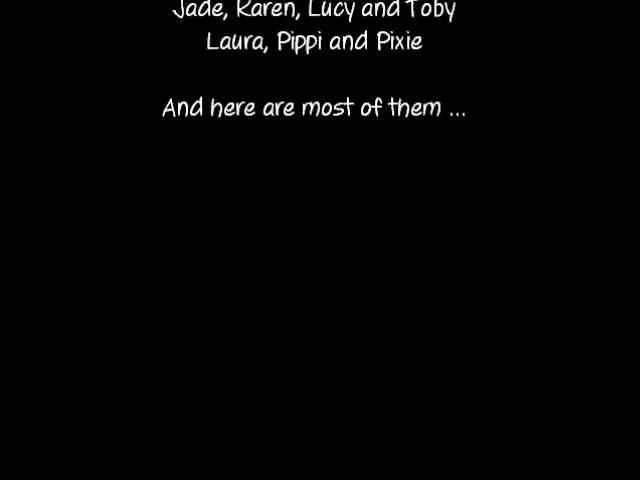 Jade, Karen, Lucy and Toby
Laura, Pippi and Pixie
And here are most of them ...